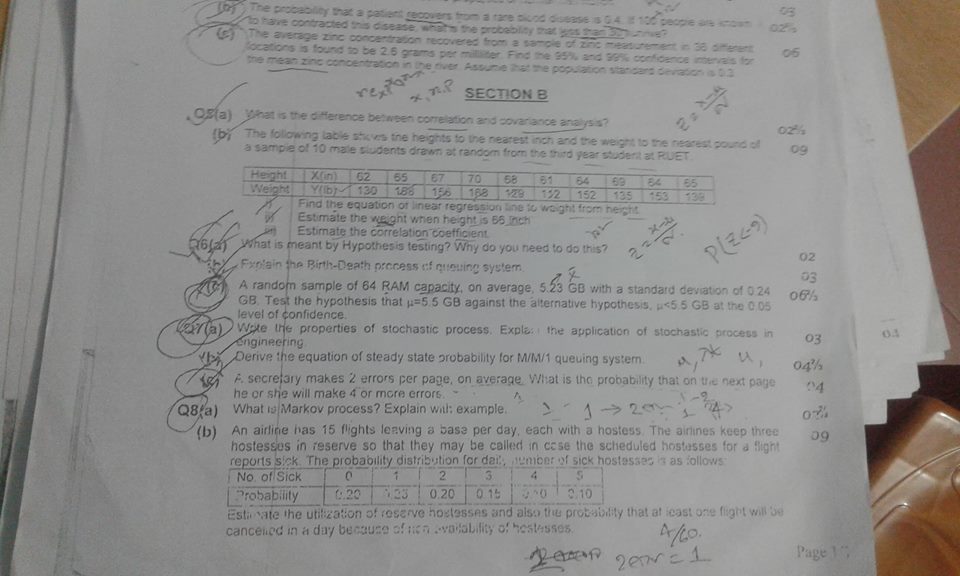 (b) The probability that a patient recovers from a rare blood disease is 0.4. If 100 people are known 03
to have contracted this disease, what is the probability that less than 30 survive? 02⅔
(c) The average zinc concentration recovered from a sample of zinc measurement in 36 different 06
locations is found to be 2.6 grams per milliliter. Find the 95% and 99% confidence intervals for
the mean zinc concentration in the river. Assume that the population standard deviation is 0.3
x, n, p
SECTION B
Q5(a) What is the difference between correlation and covariance analysis? 02⅔
(b) The following table shows the heights to the nearest inch and the weight to the nearest pound of 09
a sample of 10 male students drawn at random from the third year student at RUET.
Height X(in) 62 65 67 70 68 61 64 69 64 65
Weight Y(lb) 130 156 168 152 135 153 139
i) Find the equation of linear regression line to weight from height.
ii) Estimate the weight when height is 66 inch
iii) Estimate the correlation coefficient.
Q6(a) What is meant by Hypothesis testing? Why do you need to do this? 02
(b) Explain the Birth-Death process of queuing system. 03
P(Z<-9)
(c) A random sample of 64 RAM capacity, on average, 5.23 GB with a standard deviation of 0.24 06⅔
GB. Test the hypothesis that μ=5.5 GB against the alternative hypothesis, μ<5.5 GB at the 0.05
level of confidence.
Q7(a) Write the properties of stochastic process. Explain the application of stochastic process in 03
engineering.
(b) Derive the equation of steady state probability for M/M/1 queuing system. 04⅔
(c) A secretary makes 2 errors per page, on average. What is the probability that on the next page 04
he or she will make 4 or more errors.
Q8(a) What is Markov process? Explain with example.
(b) An airline has 15 flights leaving a base per day, each with a hostess. The airlines keep three 09
hostesses in reserve so that they may be called in case the scheduled hostesses for a flight
reports sick. The probability distribution for daily number of sick hostesses is as follows:
No. of Sick 0 1 2 3 4 5
Probability 0.20 0.20 0.15 0.10
Estimate the utilization of reserve hostesses and also the probability that at least one flight will be
cancelled in a day because of non availability of hostesses.
4/60
Page